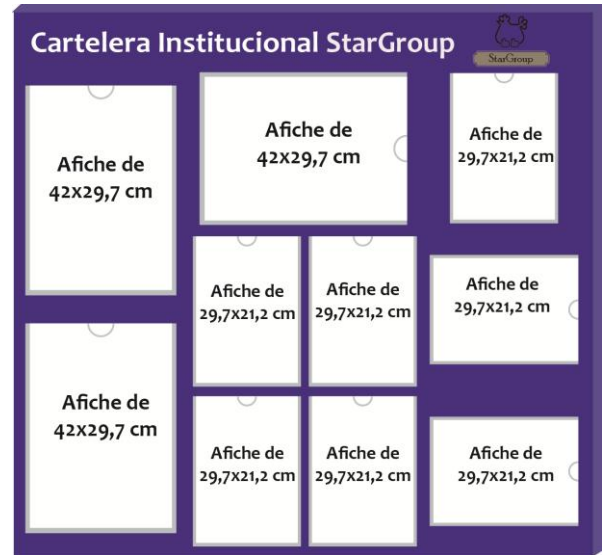 Cartelera Institucional StarGroup
StarGroup
Afiche de
42x29,7 cm
Afiche de
42x29,7 cm
Afiche de
29,7x21,2 cm
Afiche de
29,7x21,2 cm
Afiche de
29,7x21,2 cm
Afiche de
29,7x21,2 cm
Afiche de
42x29,7 cm
Afiche de
29,7x21,2 cm
Afiche de
29,7x21,2 cm
Afiche de
29,7x21,2 cm